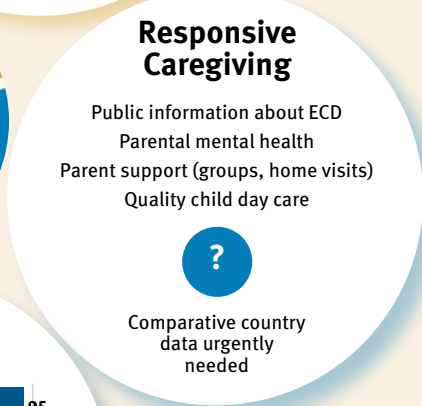 Responsive
Caregiving
Public information about ECD
Parental mental health
Parent support (groups, home visits)
Quality child day care
?
Comparative country
data urgently
needed
95